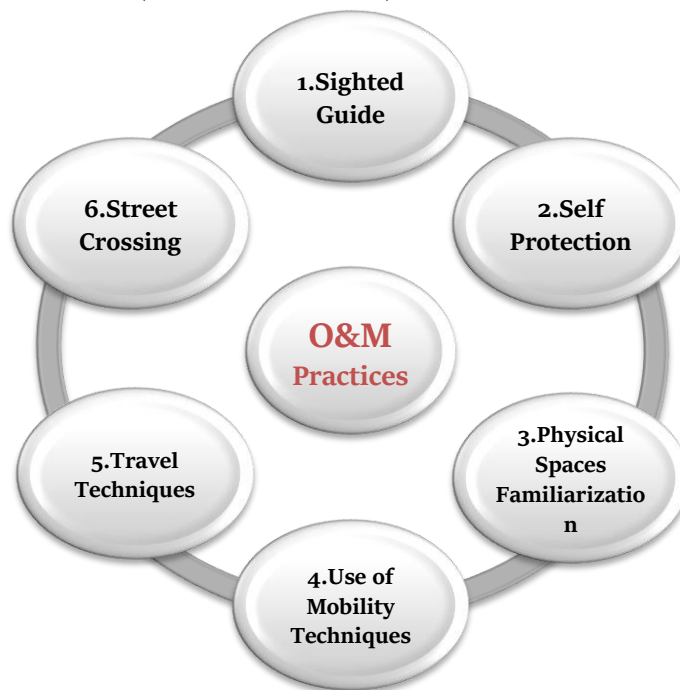 1.Sighted
Guide
2.Self
Protection
3.Physical
Spaces
Familiarizatio
n
4.Use of
Mobility
Techniques
5.Travel
Techniques
6.Street
Crossing
O&M
Practices